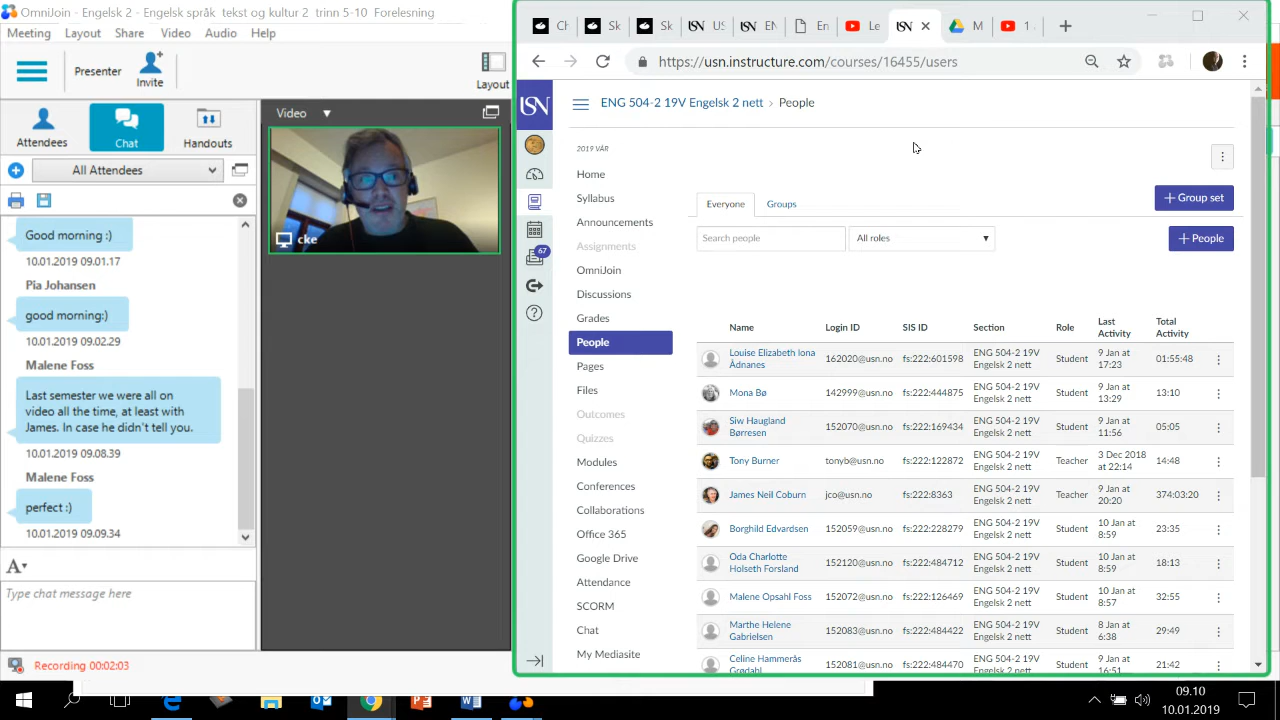 OmniJoin - Engelsk 2 - Engelsk språk tekst og kultur 2 trinn 5-10 Forelesning
Meeting Layout Share Video Audio Help
Presenter
Invite
Layout
Attendees
Chat
Handouts
All Attendees
Good morning :)
10.01.2019 09.01.17
Pia Johansen
good morning:)
10.01.2019 09.02.29
Malene Foss
Last semester we were all on
video all the time, at least with
James. In case he didn't tell you.
10.01.2019 09.08.39
Malene Foss
perfect :)
10.01.2019 09.09.34
A
Type chat message here
Recording 00:02:03
Video
cke
Sk
Sk
USN
USN EN
En
Le
USN
M
https://usn.instructure.com/courses/16455/users
USN
ENG 504-2 19V Engelsk 2 nett › People
67
2019 VÅR
Home
Syllabus
Announcements
Assignments
OmniJoin
Discussions
Grades
People
Pages
Files
Outcomes
Quizzes
Modules
Conferences
Collaborations
Office 365
Google Drive
Attendance
SCORM
Chat
My Mediasite
+ Group set
Everyone Groups
Search people
All roles
+ People
Name Login ID SIS ID Section Role Last Activity Total Activity
Louise Elizabeth Iona Ådnanes 162020@usn.no fs:222:601598 ENG 504-2 19V Engelsk 2 nett Student 9 Jan at 17:23 01:55:48
Mona Bø 142999@usn.no fs:222:444875 ENG 504-2 19V Engelsk 2 nett Student 9 Jan at 13:29 13:10
Siw Haugland Børresen 152070@usn.no fs:222:169434 ENG 504-2 19V Engelsk 2 nett Student 9 Jan at 11:56 05:05
Tony Burner tonyb@usn.no fs:222:122872 ENG 504-2 19V Engelsk 2 nett Teacher 3 Dec 2018 at 22:14 14:48
James Neil Coburn jco@usn.no fs:222:8363 ENG 504-2 19V Engelsk 2 nett Teacher 9 Jan at 20:20 374:03:20
Borghild Edvardsen 152059@usn.no fs:222:228279 ENG 504-2 19V Engelsk 2 nett Student 10 Jan at 8:59 23:35
Oda Charlotte Holseth Forsland 152120@usn.no fs:222:484712 ENG 504-2 19V Engelsk 2 nett Student 10 Jan at 8:59 18:13
Malene Opsahl Foss 152072@usn.no fs:222:126469 ENG 504-2 19V Engelsk 2 nett Student 10 Jan at 8:57 32:55
Marthe Helene Gabrielsen 152083@usn.no fs:222:484422 ENG 504-2 19V Engelsk 2 nett Student 8 Jan at 6:38 29:49
Celine Hammerås Grødahl 152081@usn.no fs:222:484470 ENG 504-2 19V Engelsk 2 nett Student 9 Jan at 16:51 21:42
09.10
10.01.2019